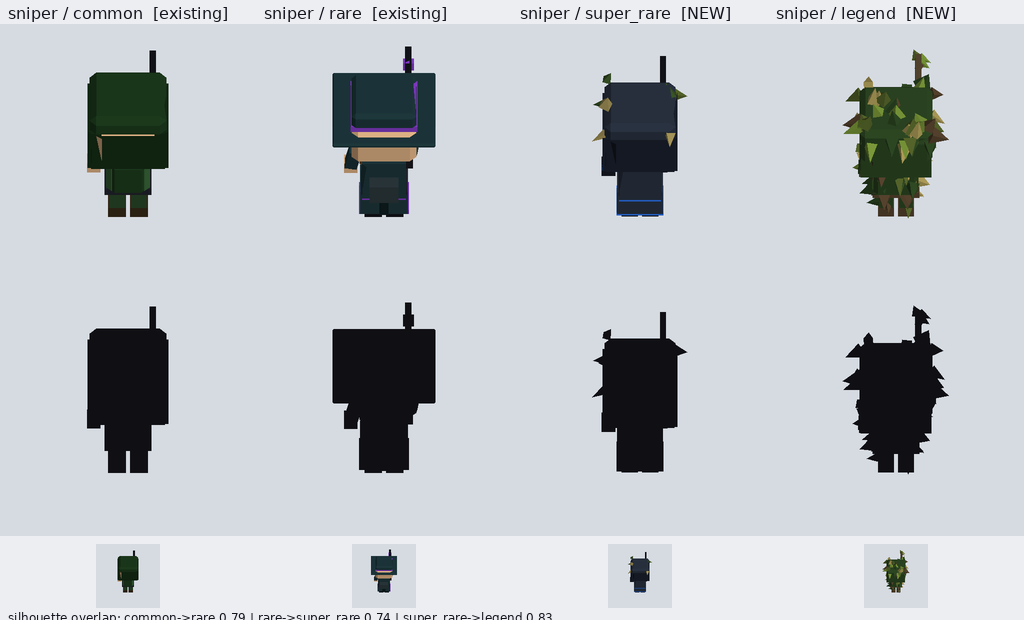 sniper / common [existing]
sniper / rare [existing]
sniper / super_rare [NEW]
sniper / legend [NEW]
silhouette overlap: common->rare 0.79 | rare->super_rare 0.74 | super_rare->legend 0.83